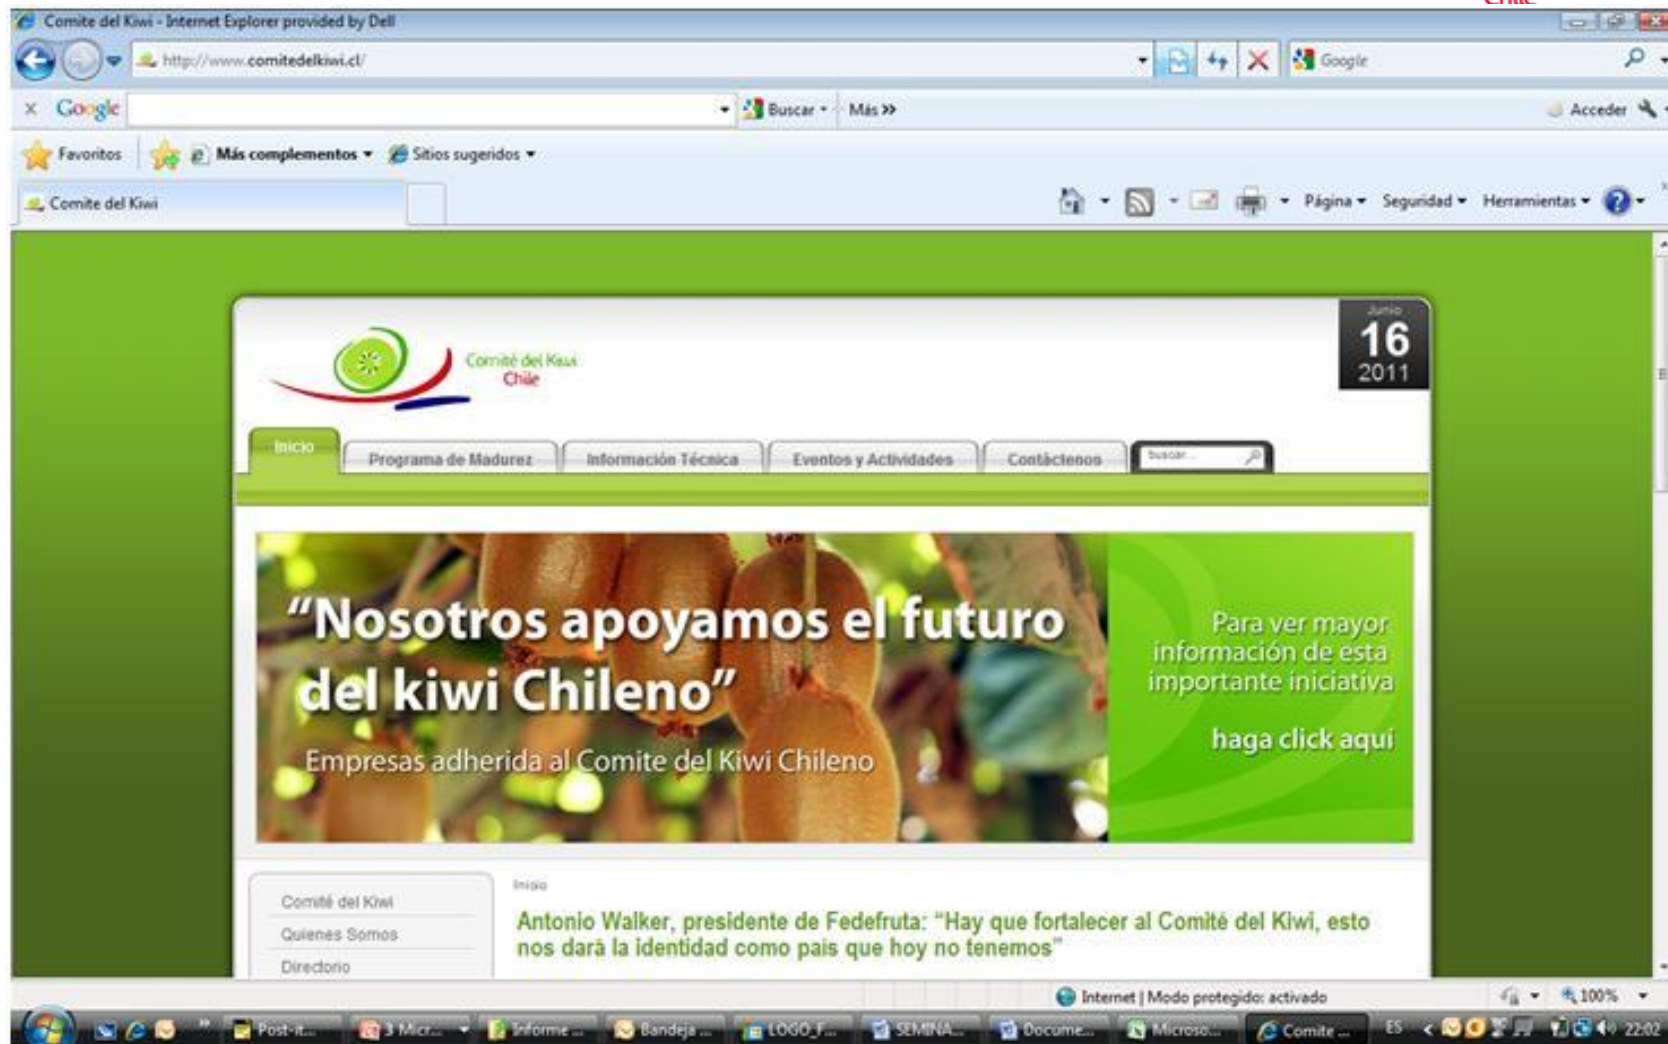 Comite del Kiwi - Internet Explorer provided by Dell
http://www.comitedelkiwi.cl/
Google
Google
Buscar
Más >>
Acceder
Favoritos
Más complementos
Sitios sugeridos
Comite del Kiwi
Página
Seguridad
Herramientas
Junio
16
2011
Comité del Kiwi
Chile
Inicio
Programa de Madurez
Información Técnica
Eventos y Actividades
Contáctenos
buscar...
“Nosotros apoyamos el futuro
del kiwi Chileno”
Empresas adherida al Comite del Kiwi Chileno
Para ver mayor
información de esta
importante iniciativa
haga click aquí
Comité del Kiwi
Quienes Somos
Directorio
Inicio
Antonio Walker, presidente de Fedefruta: “Hay que fortalecer al Comité del Kiwi, esto
nos dará la identidad como país que hoy no tenemos”
Internet | Modo protegido: activado
100%
Post-it...
3 Micr...
Informe ...
Bandeja ...
LOGO_F...
SEMINA...
Docume...
Microso...
Comite ...
ES
22:02